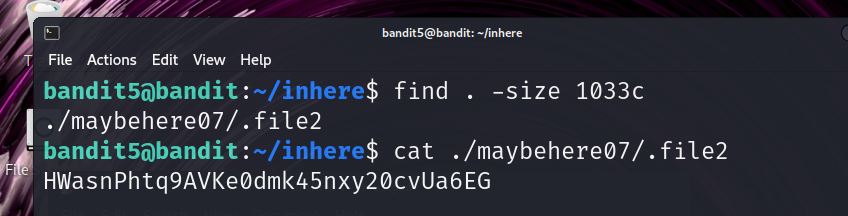 bandit5@bandit: ~/inhere
File Actions Edit View Help
bandit5@bandit:~/inhere$ find . -size 1033c
./maybehere07/.file2
bandit5@bandit:~/inhere$ cat ./maybehere07/.file2
File
HWasnPhtq9AVKe0dmk45nxy20cvUa6EG